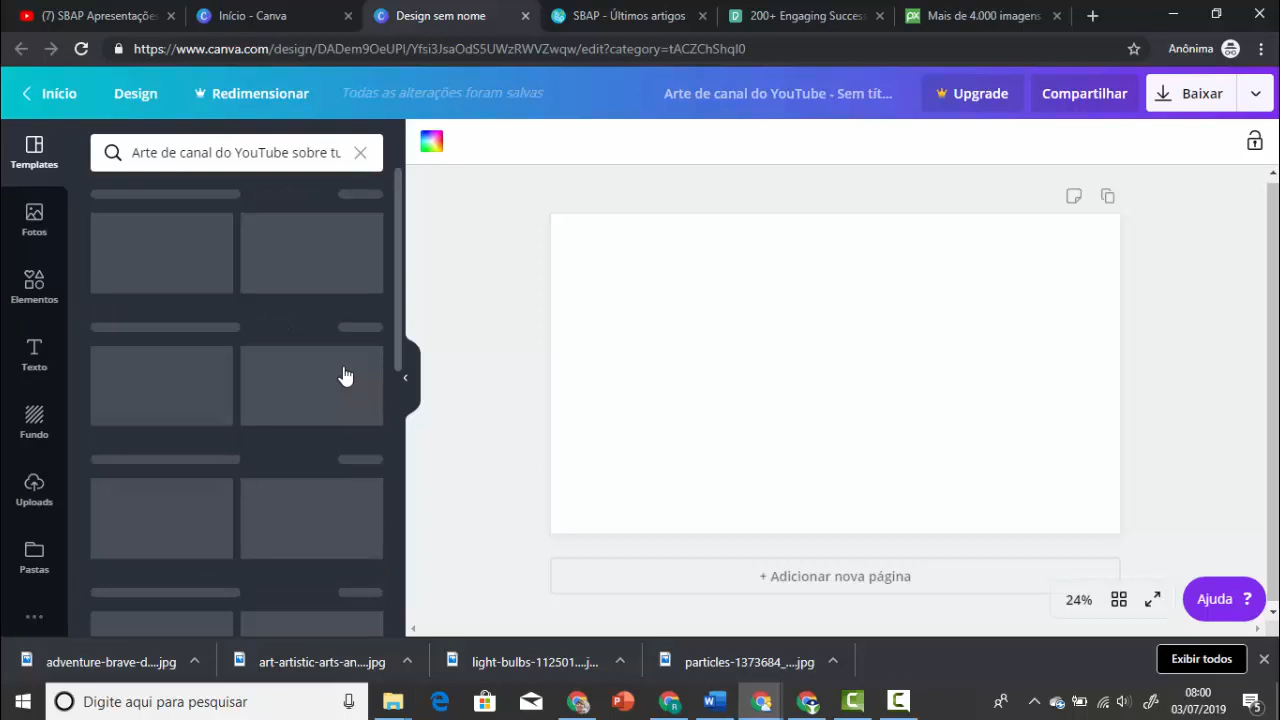 (7) SBAP Apresentaçõe
Início - Canva
Design sem nome
SBAP - Últimos artigos
200+ Engaging Succes
Mais de 4.000 imagens
https://www.canva.com/design/DADem9OeUPI/Yfsi3JsaOdS5UWzRWVZwqw/edit?category=tACZChShqI0
Anônima
Início
Design
Redimensionar
Todas as alterações foram salvas
Arte de canal do YouTube - Sem tít...
Upgrade
Compartilhar
Baixar
Templates
Arte de canal do YouTube sobre tu
Fotos
Elementos
Texto
Fundo
Uploads
Pastas
+ Adicionar nova página
24%
Ajuda ?
adventure-brave-d....jpg
art-artistic-arts-an....jpg
light-bulbs-112501....j...
particles-1373684_....jpg
Exibir todos
Digite aqui para pesquisar
08:00
03/07/2019
5